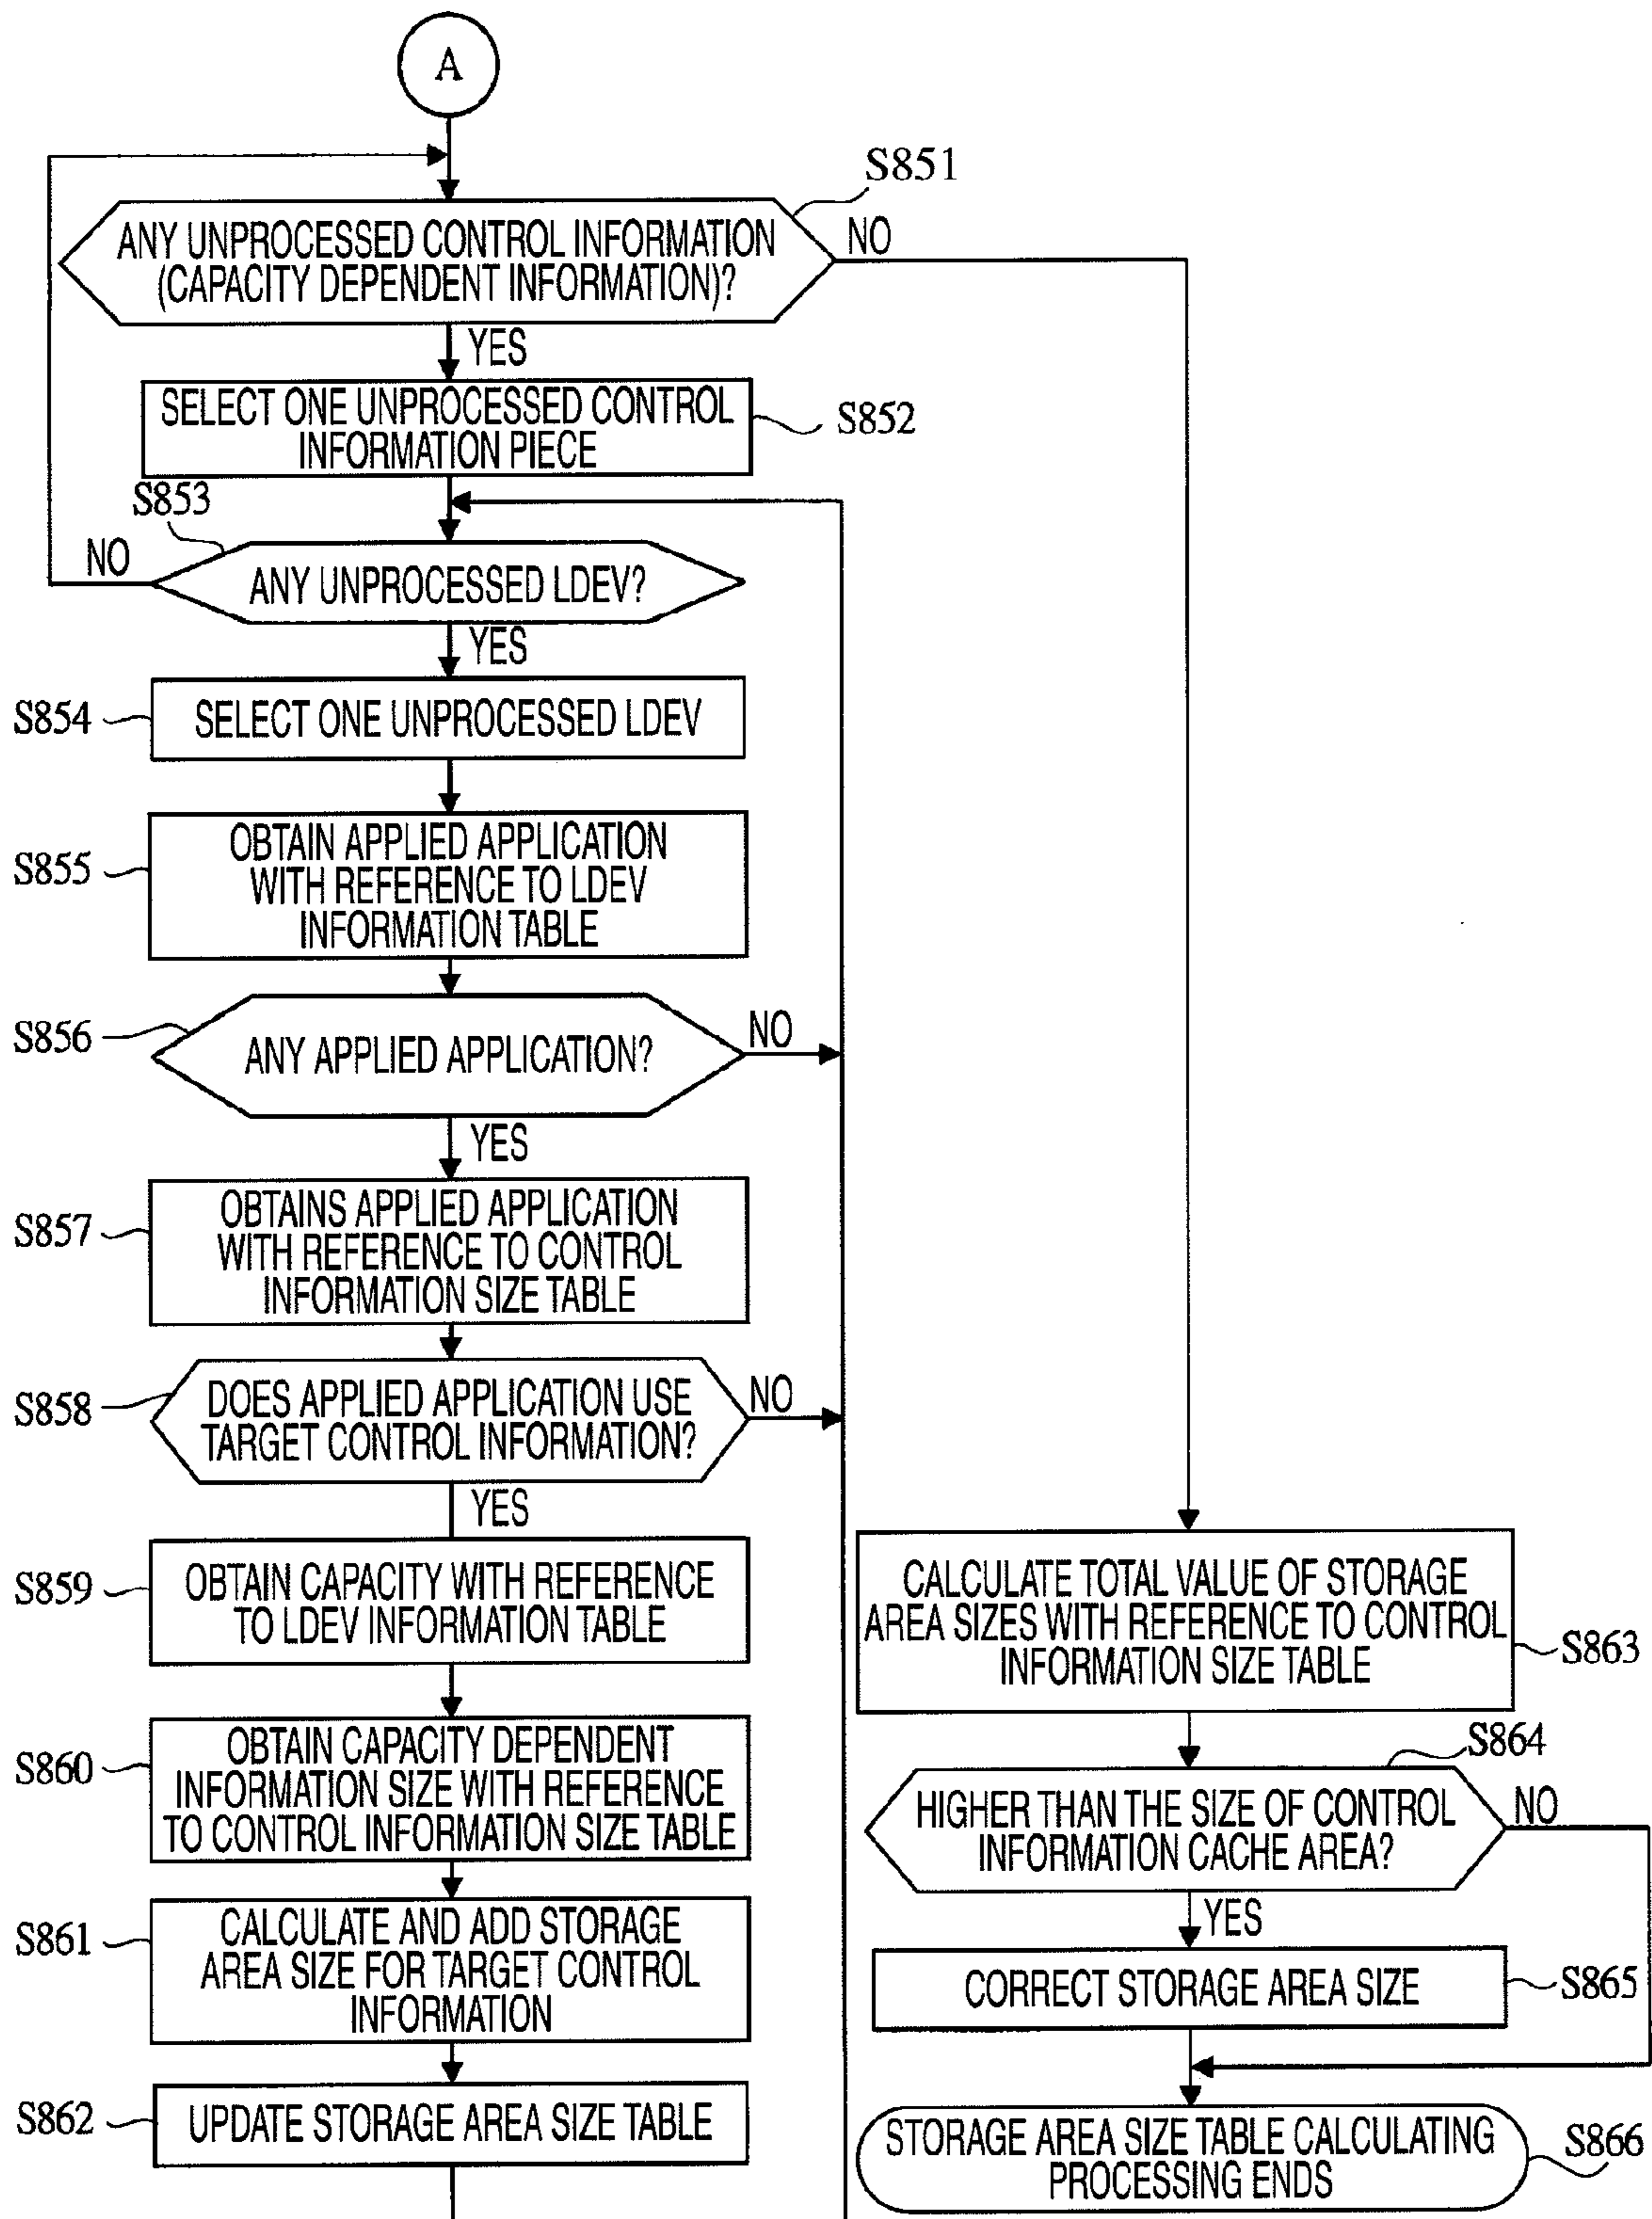 A
S851
ANY UNPROCESSED CONTROL INFORMATION
(CAPACITY DEPENDENT INFORMATION)?
NO
YES
SELECT ONE UNPROCESSED CONTROL
INFORMATION PIECE
S852
S853
NO
ANY UNPROCESSED LDEV?
YES
S854
SELECT ONE UNPROCESSED LDEV
S855
OBTAIN APPLIED APPLICATION
WITH REFERENCE TO LDEV
INFORMATION TABLE
S856
ANY APPLIED APPLICATION?
NO
YES
S857
OBTAINS APPLIED APPLICATION
WITH REFERENCE TO CONTROL
INFORMATION SIZE TABLE
S858
DOES APPLIED APPLICATION USE
TARGET CONTROL INFORMATION?
NO
YES
S859
OBTAIN CAPACITY WITH REFERENCE
TO LDEV INFORMATION TABLE
S860
OBTAIN CAPACITY DEPENDENT
INFORMATION SIZE WITH REFERENCE
TO CONTROL INFORMATION SIZE TABLE
S861
CALCULATE AND ADD STORAGE
AREA SIZE FOR TARGET CONTROL
INFORMATION
S862
UPDATE STORAGE AREA SIZE TABLE
CALCULATE TOTAL VALUE OF STORAGE
AREA SIZES WITH REFERENCE TO CONTROL
INFORMATION SIZE TABLE
S863
S864
HIGHER THAN THE SIZE OF CONTROL
INFORMATION CACHE AREA?
NO
YES
CORRECT STORAGE AREA SIZE
S865
STORAGE AREA SIZE TABLE CALCULATING
PROCESSING ENDS
S866